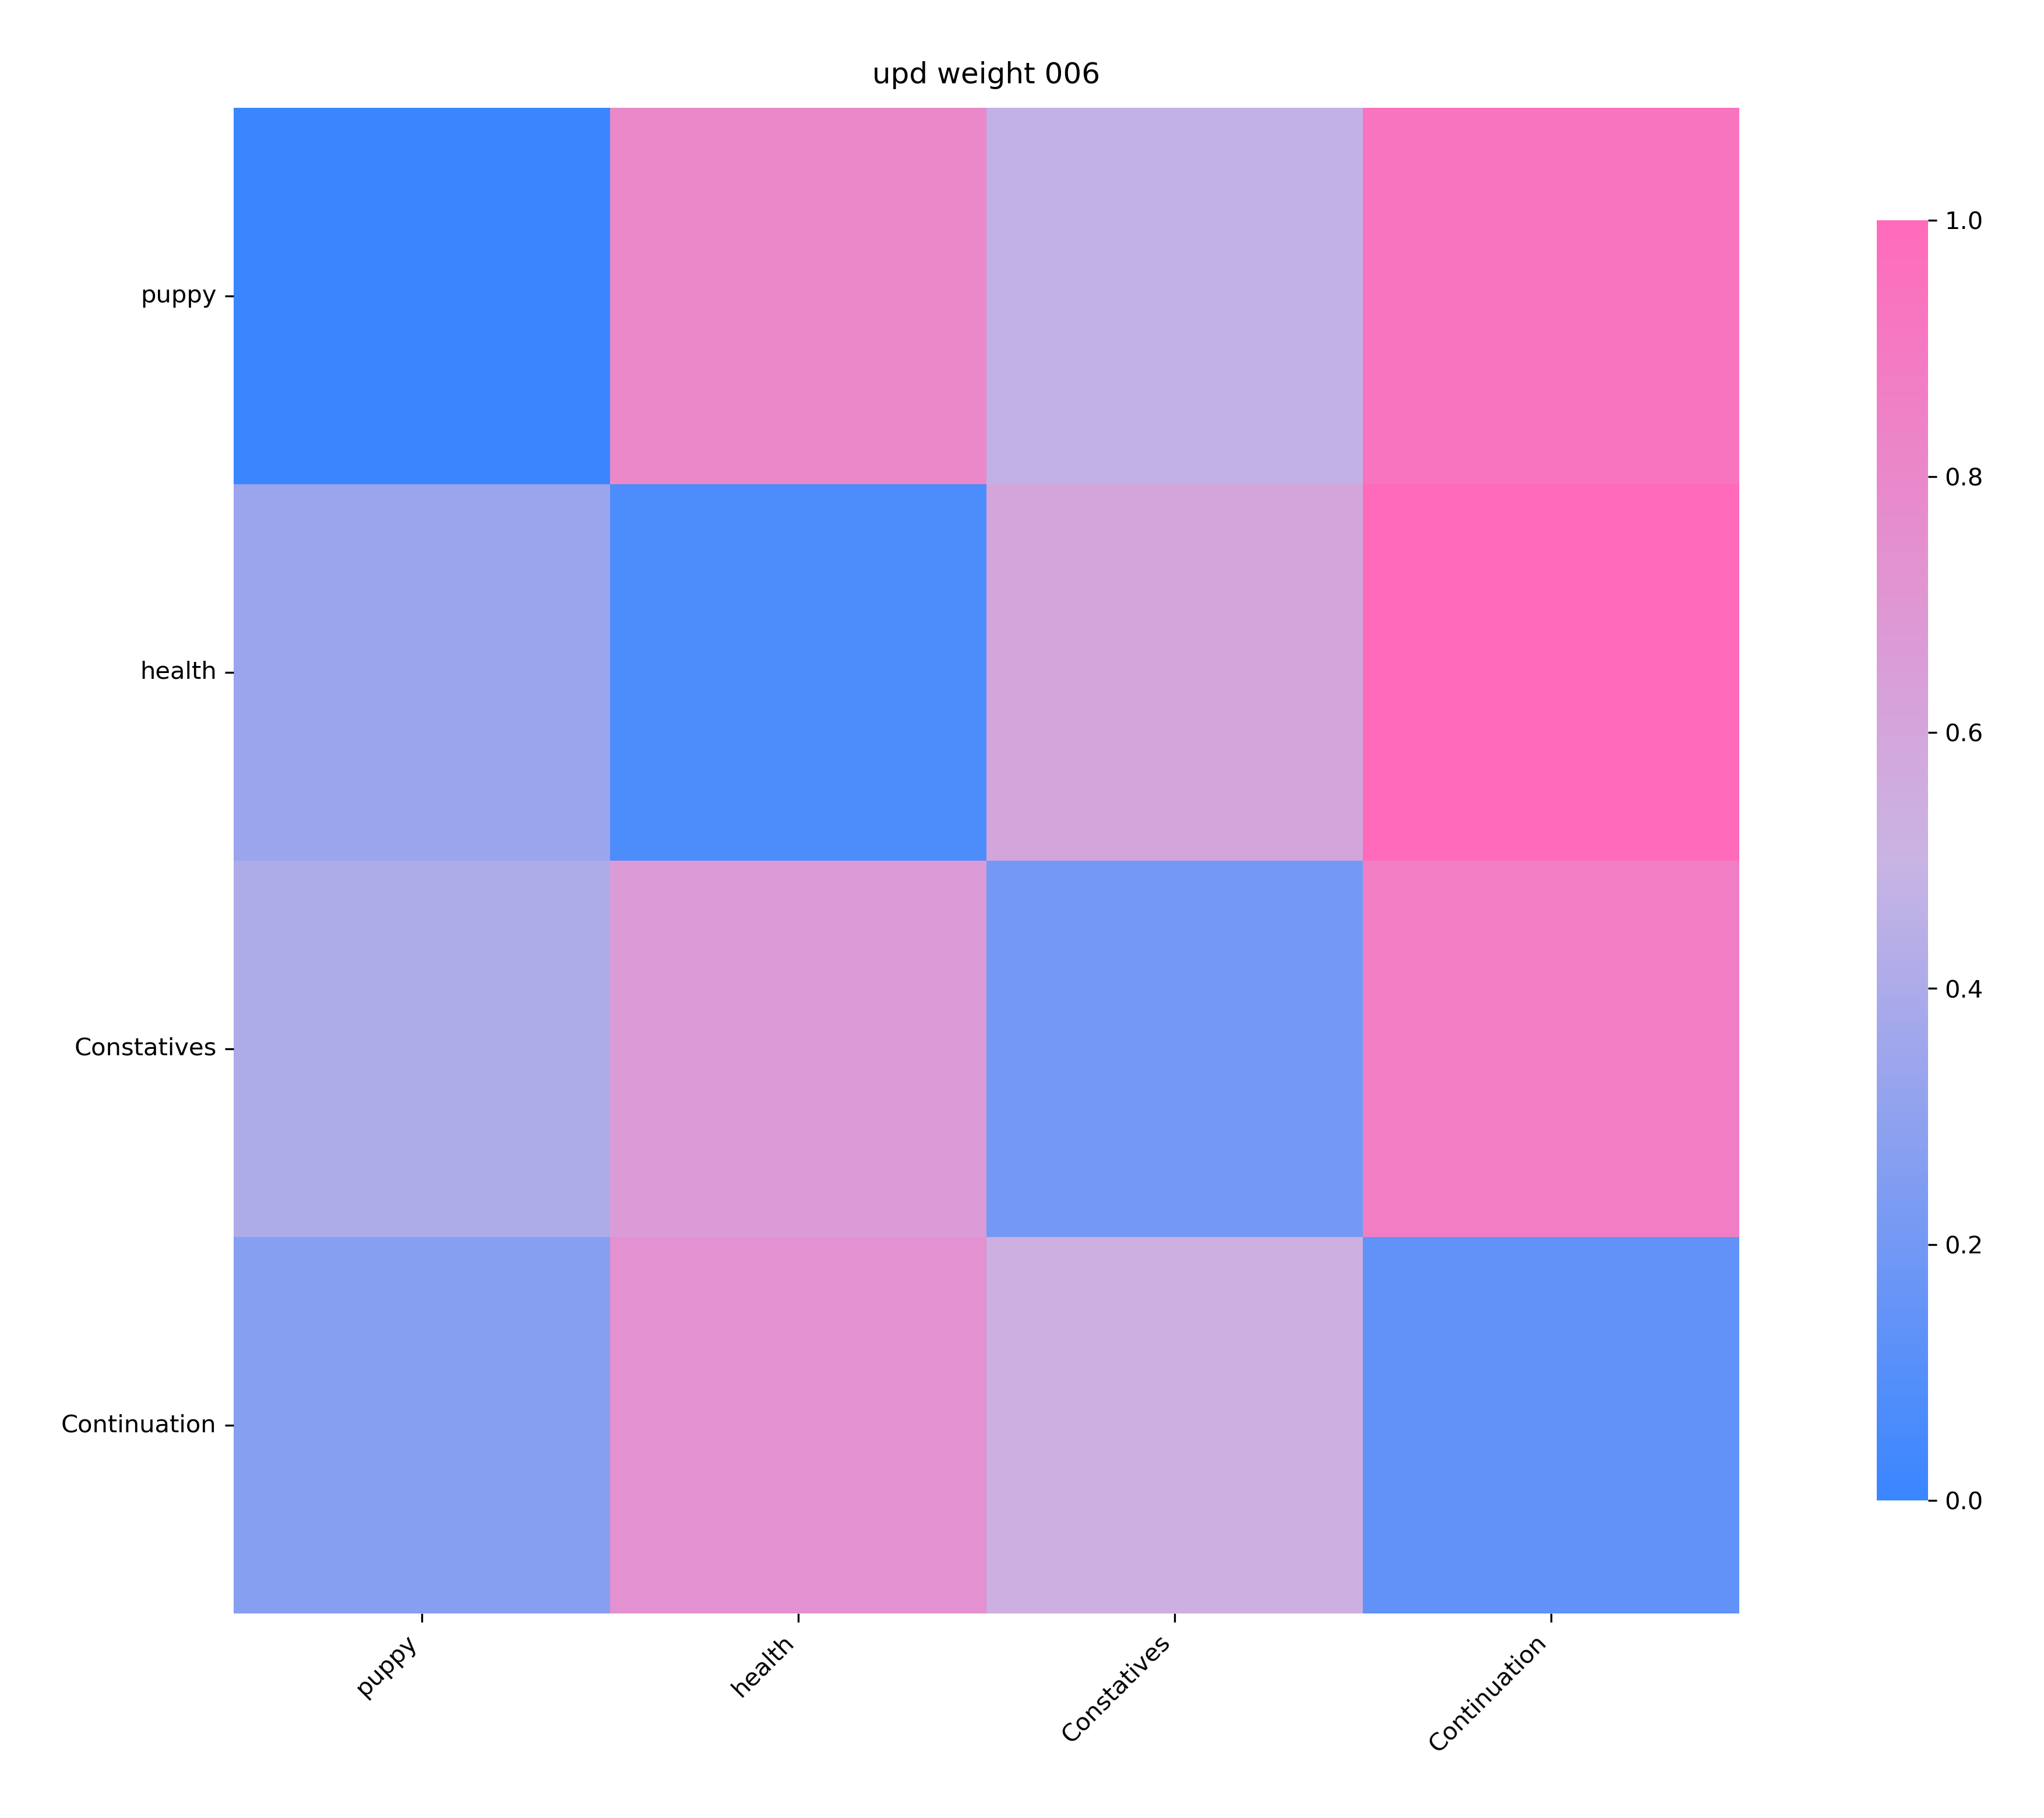 upd weight 006
puppy
health
Constatives
Continuation
puppy
health
Constatives
Continuation
1.0
0.8
0.6
0.4
0.2
0.0